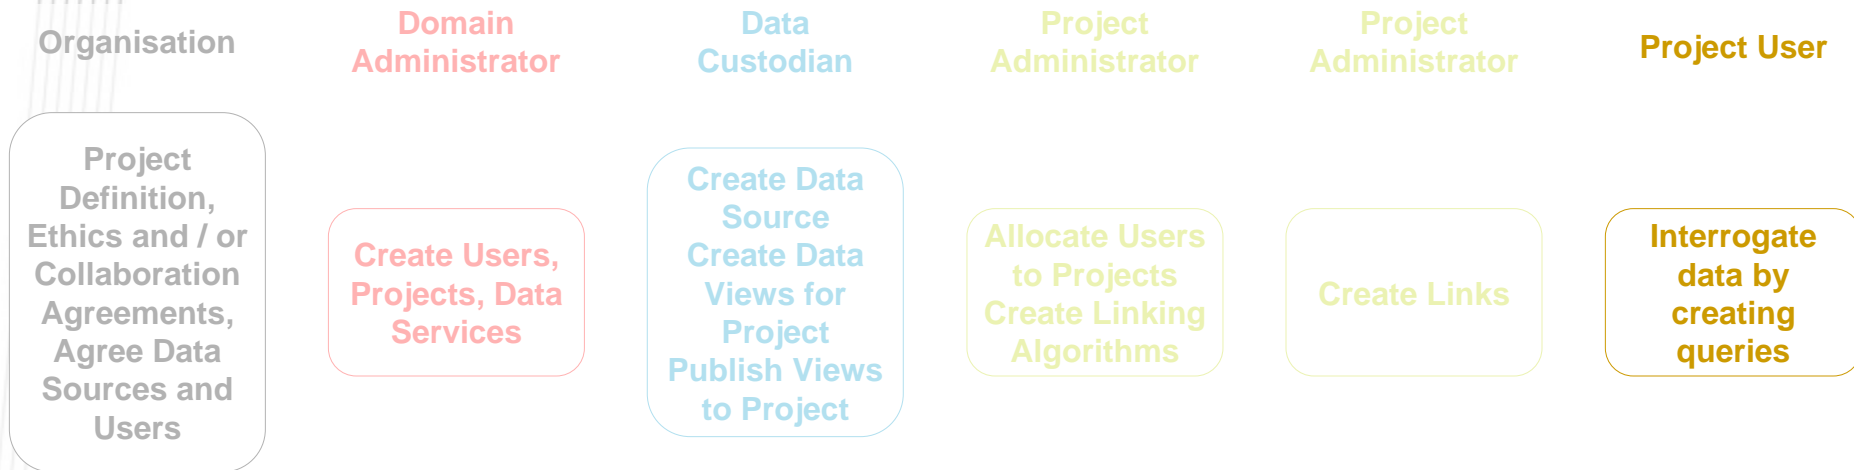 Organisation
Domain
Administrator
Data
Custodian
Project
Administrator
Project
Administrator
Project User
Project
Definition,
Ethics and / or
Collaboration
Agreements,
Agree Data
Sources and
Users
Create Users,
Projects, Data
Services
Create Data
Source
Create Data
Views for
Project
Publish Views
to Project
Allocate Users
to Projects
Create Linking
Algorithms
Create Links
Interrogate
data by
creating
queries